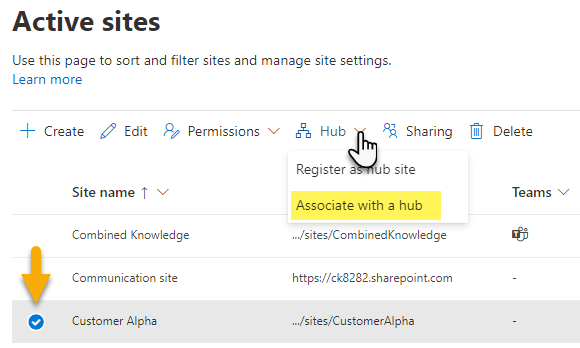 Active sites
Use this page to sort and filter sites and manage site settings.
Learn more
Create Edit Permissions Hub Sharing Delete
Register as hub site
Associate with a hub
Site name ↑ Teams
Combined Knowledge .../sites/CombinedKnowledge
Communication site https://ck8282.sharepoint.com -
Customer Alpha .../sites/CustomerAlpha -